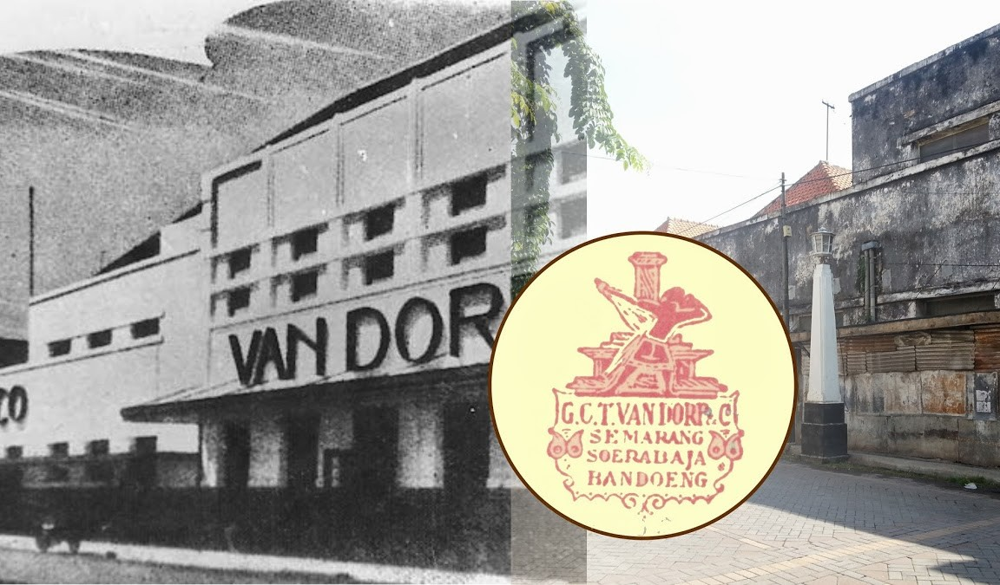 VAN DOR
CO
G.C.T. VAN DORP & C
SEMARANG
SOERABAJA
BANDOENG